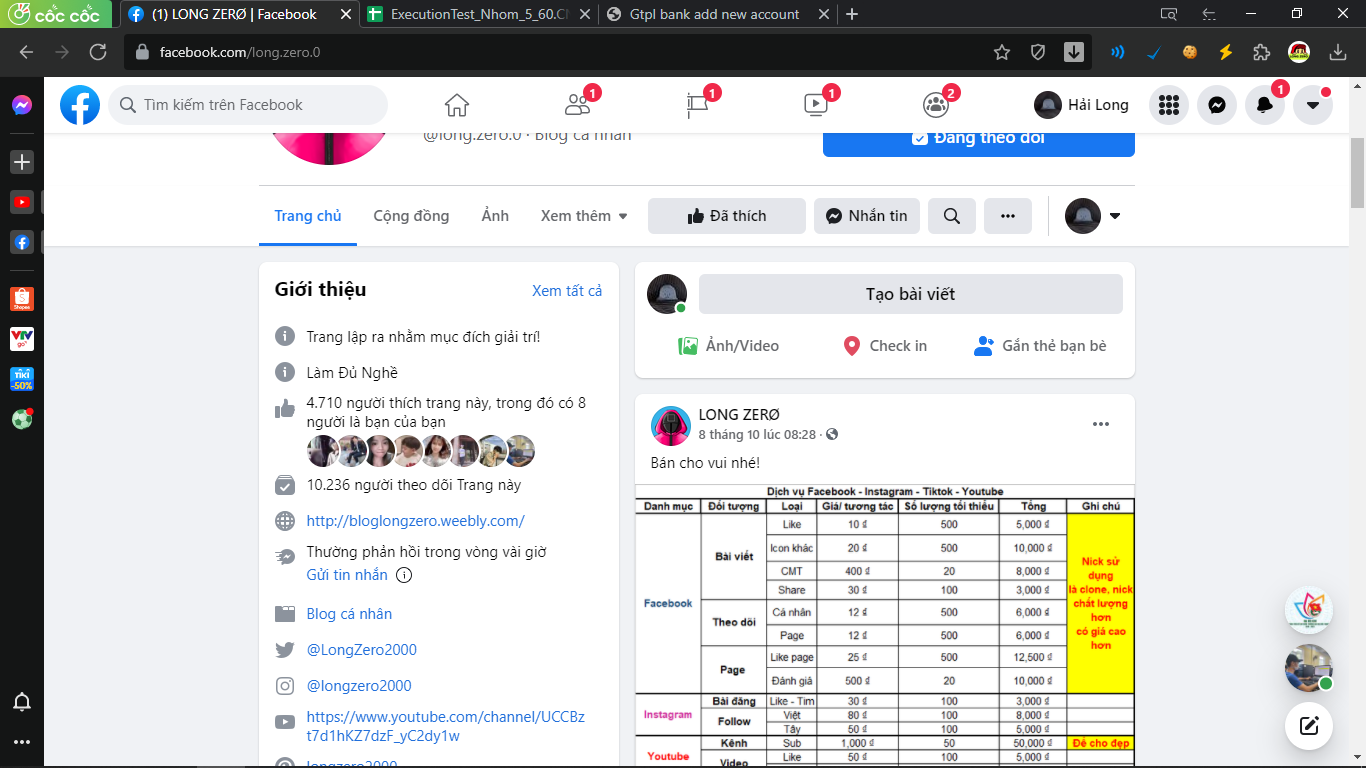 cốc cốc
(1) LONG ZERØ | Facebook
ExecutionTest_Nhom_5_60.C
Gtpl bank add new account
facebook.com/long.zero.0
Tìm kiếm trên Facebook
1
1
1
2
Hải Long
1
@long.zero.0 · Blog cá nhân
Đang theo dõi
Trang chủ
Cộng đồng
Ảnh
Xem thêm
Đã thích
Nhắn tin
Giới thiệu
Xem tất cả
Trang lập ra nhằm mục đích giải trí!
Làm Đủ Nghề
4.710 người thích trang này, trong đó có 8
người là bạn của bạn
10.236 người theo dõi Trang này
http://bloglongzero.weebly.com/
Thường phản hồi trong vòng vài giờ
Gửi tin nhắn
Blog cá nhân
@LongZero2000
@longzero2000
https://www.youtube.com/channel/UCCBz
t7d1hKZ7dzF_yC2dy1w
longzero2000
Tạo bài viết
Ảnh/Video
Check in
Gắn thẻ bạn bè
LONG ZERØ
8 tháng 10 lúc 08:28 ·
Bán cho vui nhé!
Dịch vụ Facebook - Instagram - Tiktok - Youtube
Danh mục Đối tượng Loại Giá/ tương tác Số lượng tối thiểu Tổng Ghi chú
Facebook
Bài viết
Like 10 đ 500 5,000 đ
Icon khác 20 đ 500 10,000 đ
CMT 400 đ 20 8,000 đ
Share 30 đ 100 3,000 đ
Theo dõi
Cá nhân 12 đ 500 6,000 đ
Page 12 đ 500 6,000 đ
Page
Like page 25 đ 500 12,500 đ
Đánh giá 500 đ 20 10,000 đ
Nick sử
dụng
là clone, nick
chất lượng
hơn
có giá cao
hơn
Instagram
Bài đăng Like - Tim 30 đ 100 3,000 đ
Follow
Việt 80 đ 100 8,000 đ
Tây 50 đ 100 5,000 đ
Youtube
Kênh Sub 1,000 đ 50 50,000 đ Để cho đẹp
Video Like 50 đ 100 5,000 đ
Shopee
VTV
go
TIKI
-50%